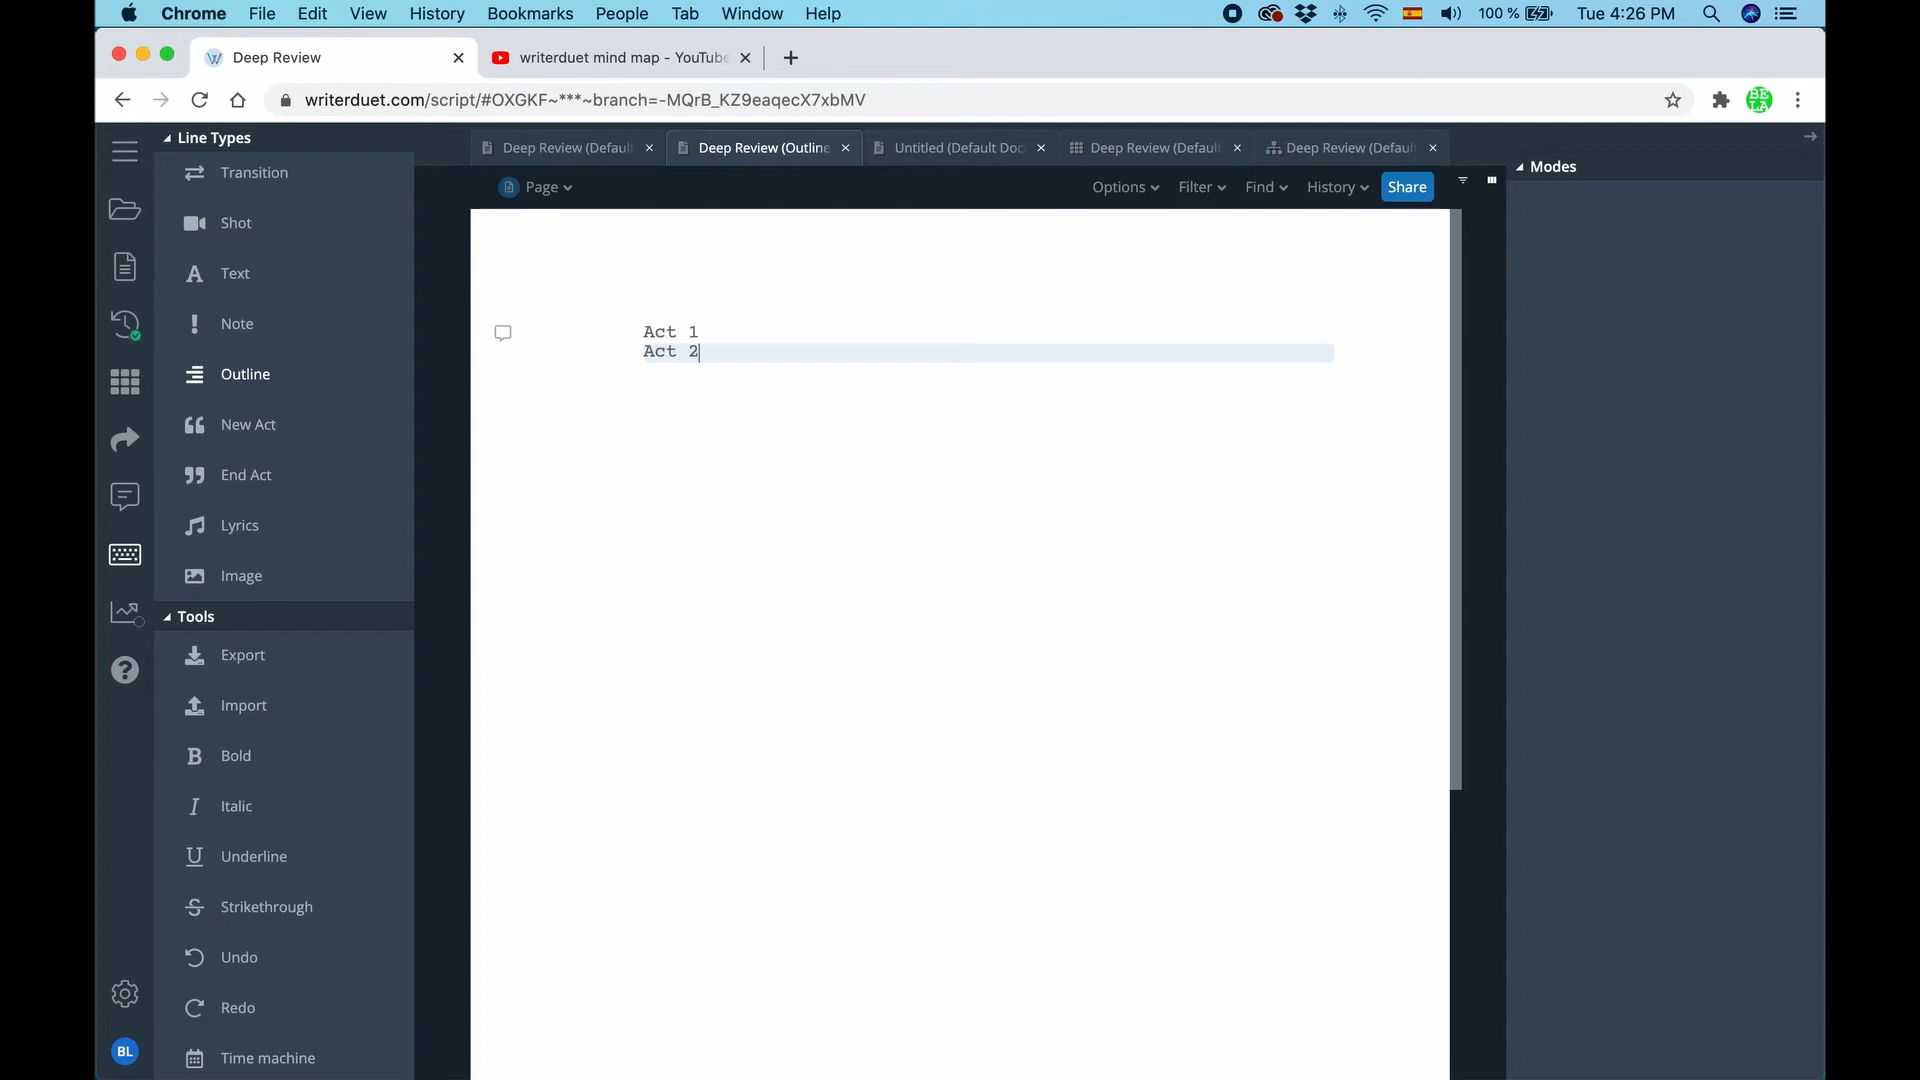 Chrome File Edit View History Bookmarks People Tab Window Help 100 % Tue 4:26 PM
Deep Review writerduet mind map - YouTube
writerduet.com/script/#OXGKF~***~branch=-MQrB_KZ9eaqecX7xbMV BE LA
Line Types
Deep Review (Default Deep Review (Outline Untitled (Default Doc Deep Review (Default Deep Review (Default
Modes
Transition
Page Options Filter Find History Share
Shot
Text
Note
Act 1
Act 2
Outline
New Act
End Act
Lyrics
Image
Tools
Export
Import
Bold
Italic
Underline
Strikethrough
Undo
Redo
BL
Time machine